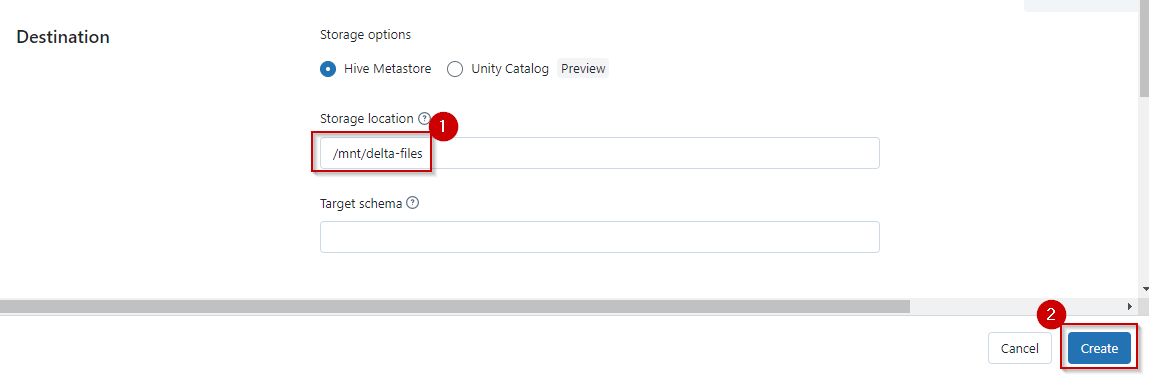 Destination
Storage options
Hive Metastore Unity Catalog Preview
Storage location ?
1
/mnt/delta-files
Target schema ?
2
Cancel Create